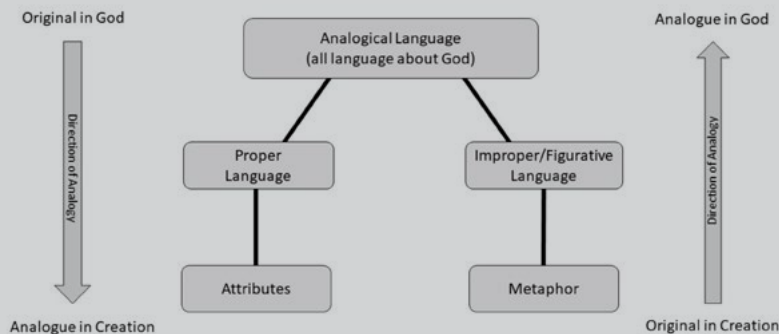 Original in God
Analogue in God
Analogical Language
(all language about God)
Direction of Analogy
Direction of Analogy
Proper
Language
Improper/Figurative
Language
Attributes
Metaphor
Analogue in Creation
Original in Creation